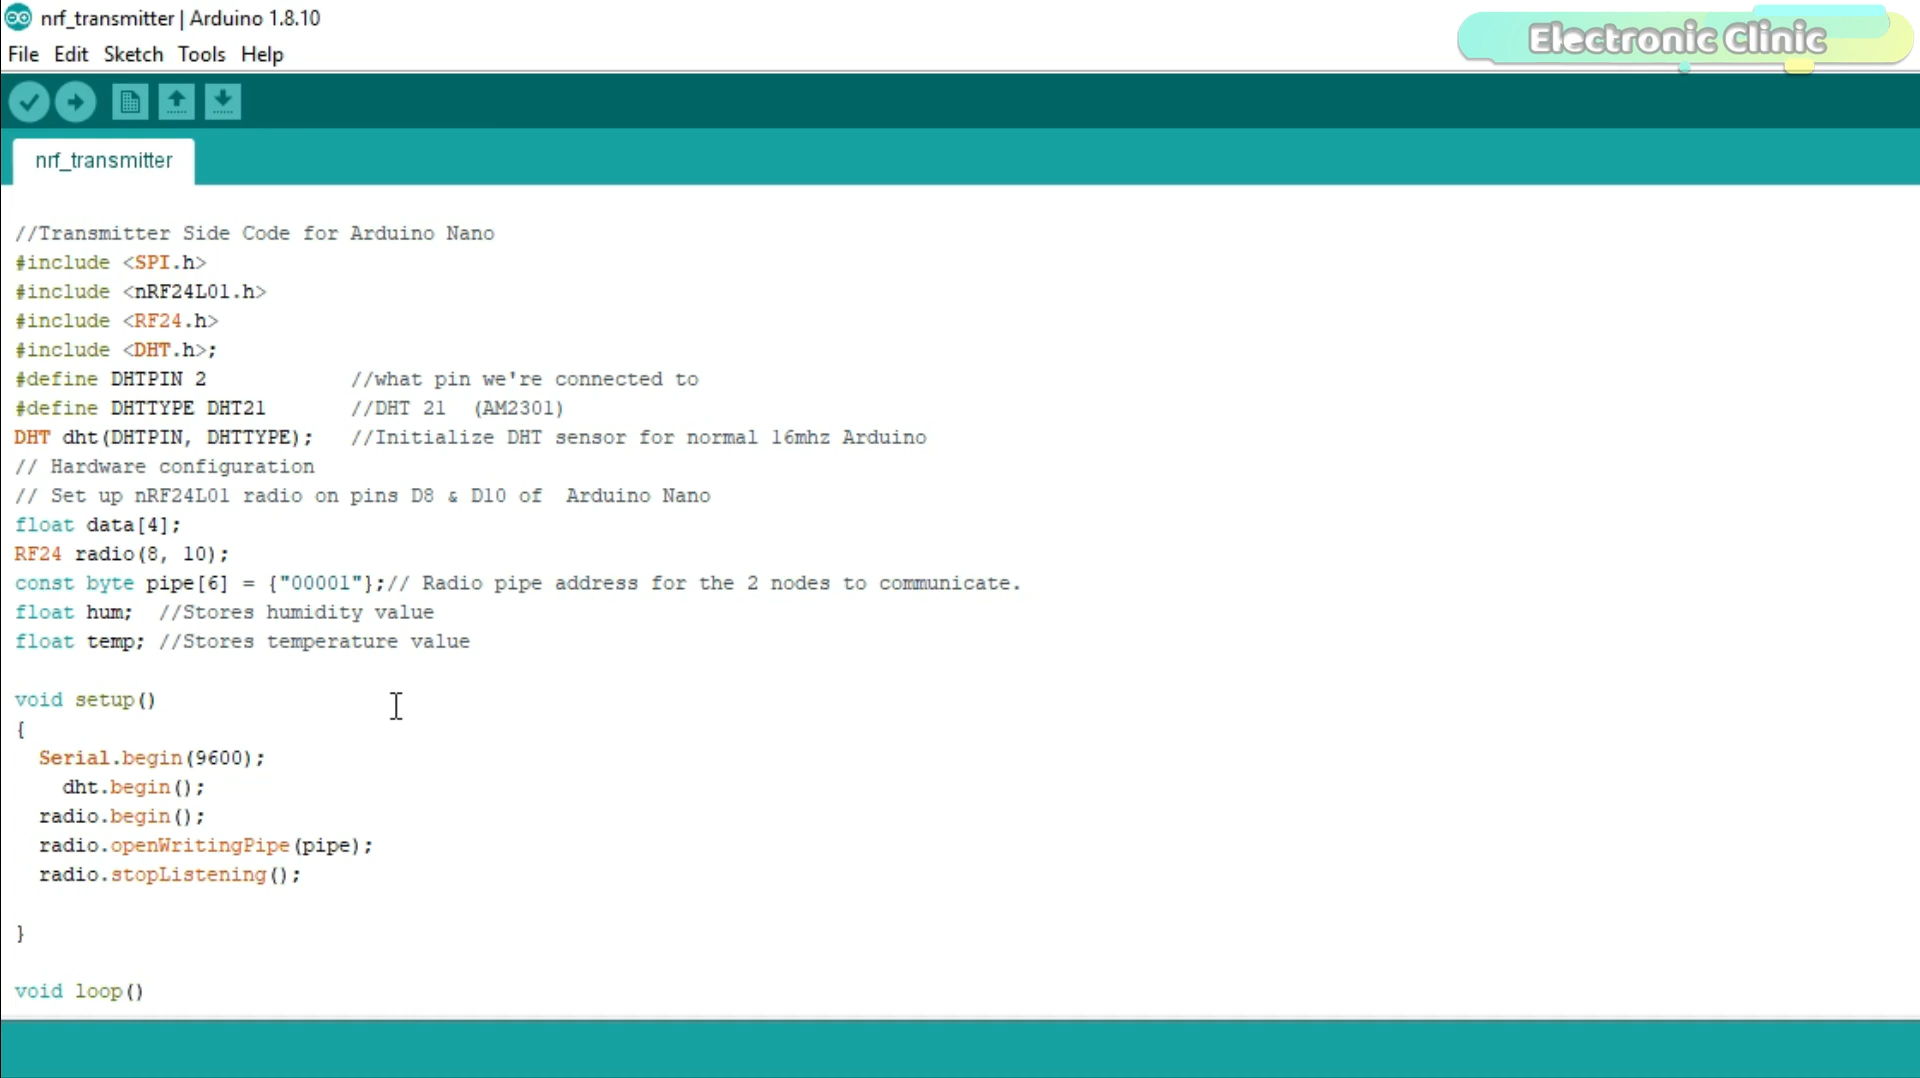 nrf_transmitter | Arduino 1.8.10
Electronic Clinic
File Edit Sketch Tools Help
nrf_transmitter
//Transmitter Side Code for Arduino Nano
#include <SPI.h>
#include <nRF24L01.h>
#include <RF24.h>
#include <DHT.h>;
#define DHTPIN 2            //what pin we're connected to
#define DHTTYPE DHT21       //DHT 21  (AM2301)
DHT dht(DHTPIN, DHTTYPE);   //Initialize DHT sensor for normal 16mhz Arduino
// Hardware configuration
// Set up nRF24L01 radio on pins D8 & D10 of  Arduino Nano
float data[4];
RF24 radio(8, 10);
const byte pipe[6] = {"00001"};// Radio pipe address for the 2 nodes to communicate.
float hum;  //Stores humidity value
float temp; //Stores temperature value
void setup()
{
  Serial.begin(9600);
    dht.begin();
  radio.begin();
  radio.openWritingPipe(pipe);
  radio.stopListening();
}
void loop()